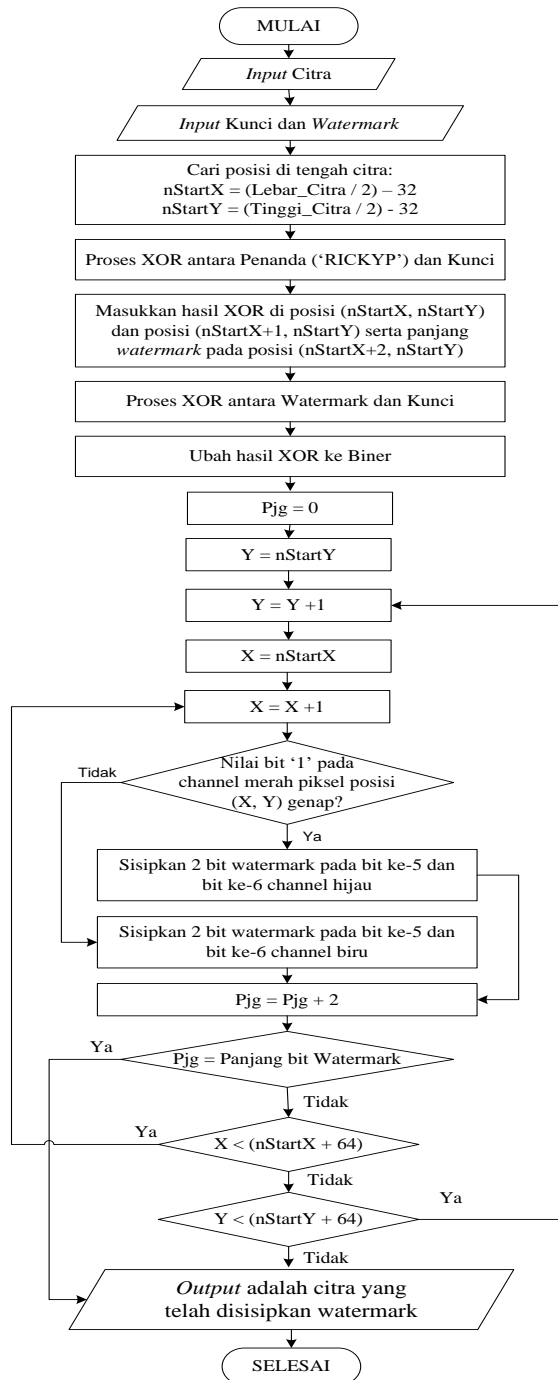 MULAI
Input Citra
Input Kunci dan Watermark
Cari posisi di tengah citra:
nStartX = (Lebar_Citra / 2) – 32
nStartY = (Tinggi_Citra / 2) - 32
Proses XOR antara Penanda (‘RICKYP’) dan Kunci
Masukkan hasil XOR di posisi (nStartX, nStartY)
dan posisi (nStartX+1, nStartY) serta panjang
watermark pada posisi (nStartX+2, nStartY)
Proses XOR antara Watermark dan Kunci
Ubah hasil XOR ke Biner
Pjg = 0
Y = nStartY
Y = Y +1
X = nStartX
X = X +1
Tidak
Nilai bit ‘1’ pada
channel merah piksel posisi
(X, Y) genap?
Ya
Sisipkan 2 bit watermark pada bit ke-5 dan
bit ke-6 channel hijau
Sisipkan 2 bit watermark pada bit ke-5 dan
bit ke-6 channel biru
Pjg = Pjg + 2
Ya
Pjg = Panjang bit Watermark
Tidak
Ya
X < (nStartX + 64)
Tidak
Ya
Y < (nStartY + 64)
Tidak
Output adalah citra yang
telah disisipkan watermark
SELESAI